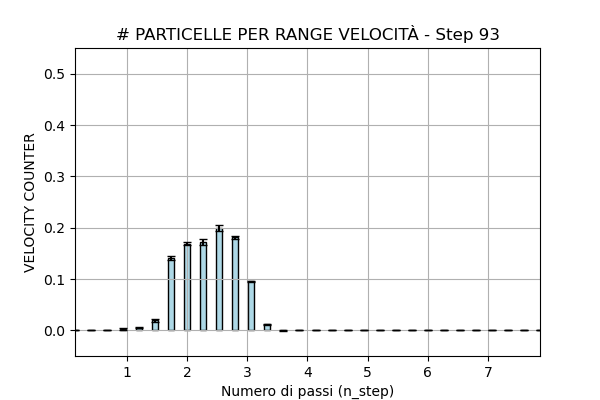 # PARTICELLE PER RANGE VELOCITÀ - Step 93
VELOCITY COUNTER
0.5
0.4
0.3
0.2
0.1
0.0
1 2 3 4 5 6 7
Numero di passi (n_step)